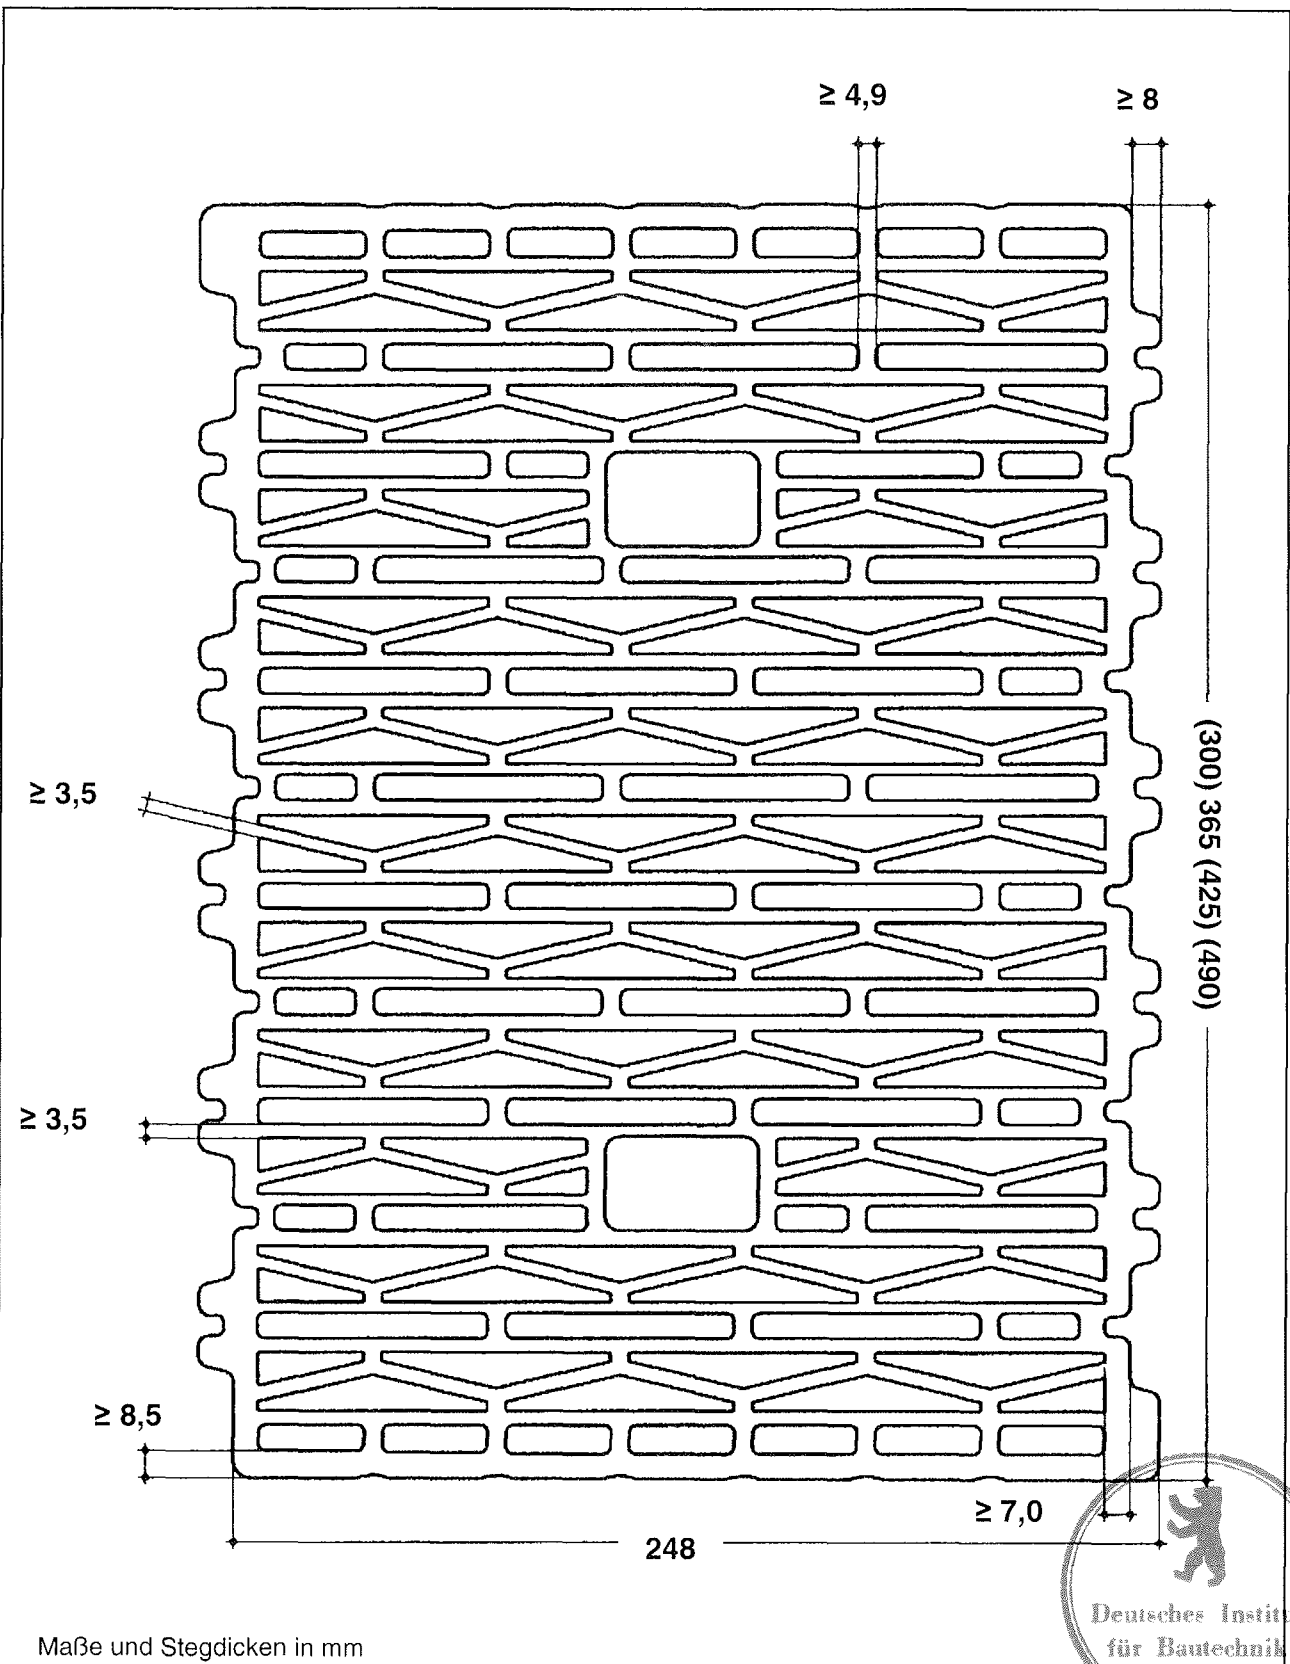 ≥ 4,9
≥ 8
(300) 365 (425) (490)
≥ 3,5
≥ 3,5
≥ 8,5
≥ 7,0
248
Deutsches Institu
für Bautechnik
Maße und Stegdicken in mm